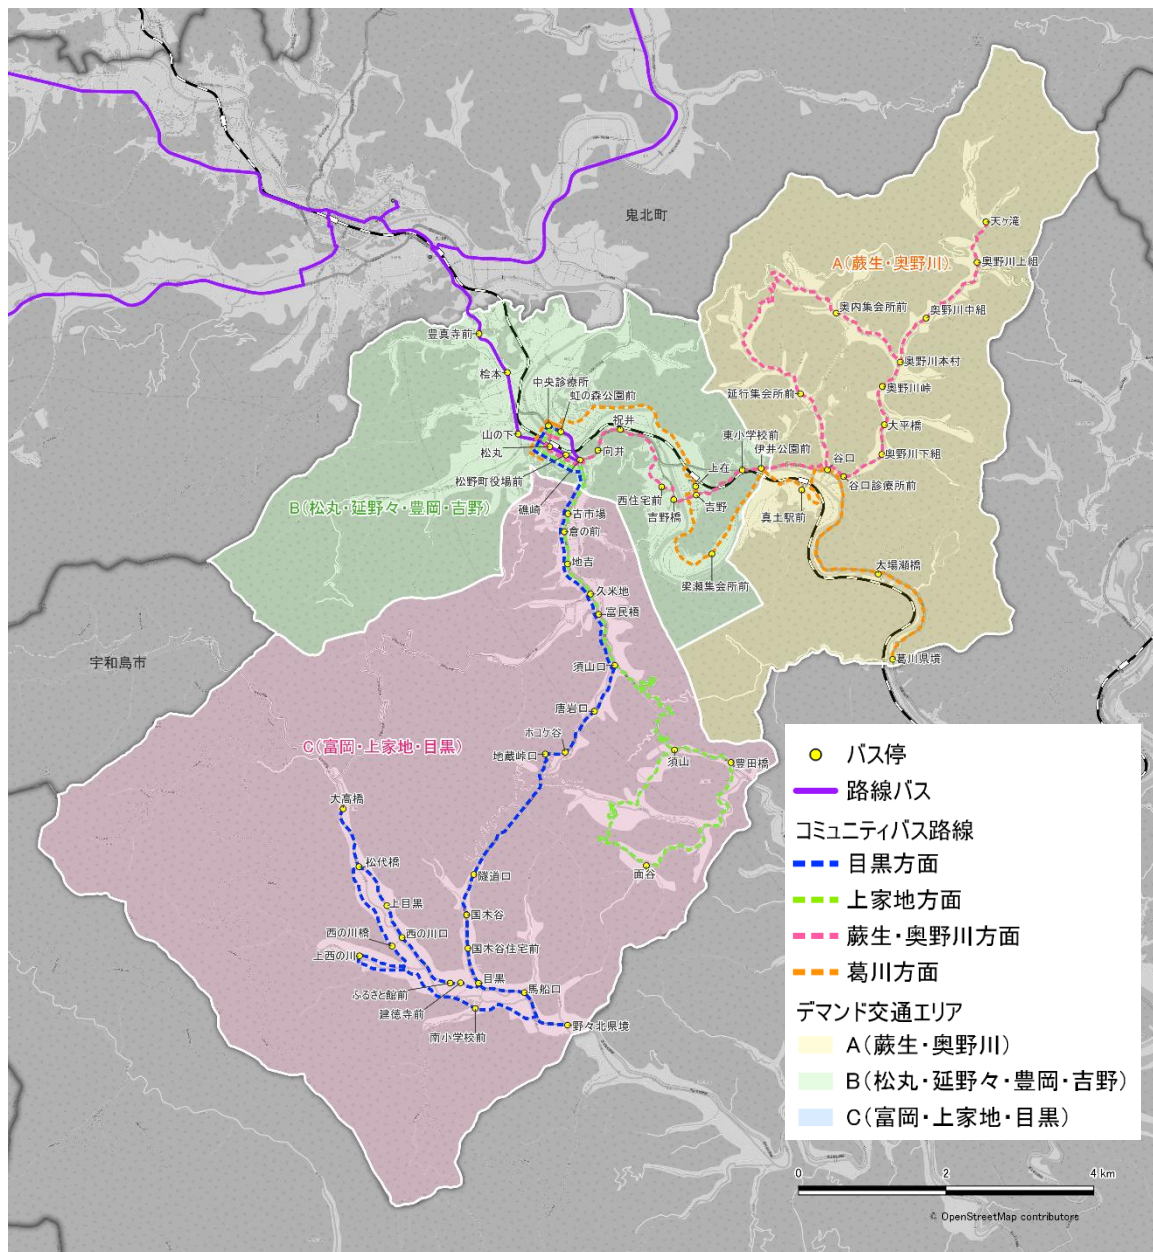 鬼北町
天ヶ滝
A(蕨生・奥野川)
奥野川上組
奥内集会所前
奥野川中組
豊真寺前
奥野川本村
桧本
中央診療所
奥野川峠
虹の森公園前
延行集会所前
祝井
大平橋
山の下
東小学校前
伊井公園前
松丸
向井
谷口
奥野川下組
上在
松野町役場前
谷口診療所前
西住宅前
吉野
B(松丸・延野々・豊岡・吉野)
礁崎
吉野橋
真土駅前
古市場
倉の前
梁瀬集会所前
地吉
太場瀬橋
久米地
富民橋
宇和島市
葛川県境
須山口
唐岩口
ホコケ谷
C(富岡・上家地・目黒)
地蔵峠口
須山
豊田橋
大高橋
松代橋
面谷
隧道口
上目黒
国木谷
西の川橋
西の川口
国木谷住宅前
上西の川
目黒
ふるさと館前
馬船口
建徳寺前
野々北県境
南小学校前
バス停
路線バス
コミュニティバス路線
目黒方面
上家地方面
蕨生・奥野川方面
葛川方面
デマンド交通エリア
A(蕨生・奥野川)
B(松丸・延野々・豊岡・吉野)
C(富岡・上家地・目黒)
0 2 4 km
© OpenStreetMap contributors